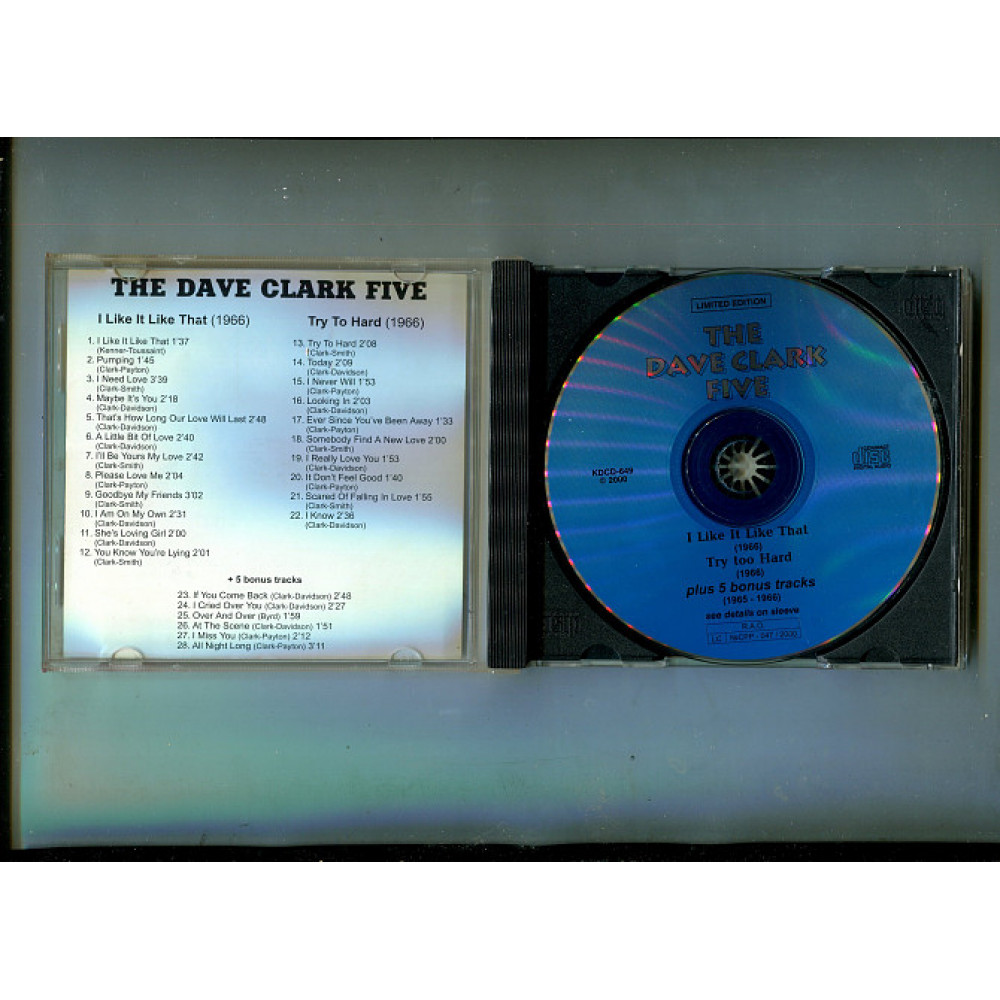 THE DAVE CLARK FIVE
I Like It Like That (1966)
1. I Like It Like That 1'37
(Kenner-Toussaint)
2. Pumping 1'45
(Clark-Payton)
3. I Need Love 3'39
(Clark-Smith)
4. Maybe It's You 2'18
(Clark-Davidson)
5. That's How Long Our Love Will Last 2'48
(Clark-Davidson)
6. A Little Bit Of Love 2'40
(Clark-Davidson)
7. I'll Be Yours My Love 2'42
(Clark-Smith)
8. Please Love Me 2'04
(Clark-Davidson)
9. Goodbye My Friends 3'02
(Clark-Smith)
10. I Am On My Own 2'31
(Clark-Davidson)
11. She's Loving Girl 2'00
(Clark-Davidson)
12. You Know You're Lying 2'01
(Clark-Smith)
Try To Hard (1966)
13. Try To Hard 2'08
(Clark-Smith)
14. Today 2'09
(Clark-Davidson)
15. I Never Will 1'53
(Clark-Payton)
16. Looking In 2'03
(Clark-Davidson)
17. Ever Since You've Been Away 1'33
(Clark-Payton)
18. Somebody Find A New Love 2'00
(Clark-Smith)
19. I Really Love You 1'53
(Clark-Davidson)
20. It Don't Feel Good 1'40
(Clark-Payton)
21. Scared Of Falling In Love 1'55
(Clark-Smith)
22. I Know 2'36
(Clark-Davidson)
+ 5 bonus tracks
23. If You Come Back (Clark-Davidson) 2'48
24. I Cried Over You (Clark-Davidson) 2'27
25. Over And Over (Byrd) 1'59
26. At The Scene (Clark-Davidson) 1'51
27. I Miss You (Clark-Payton) 2'12
28. All Night Long (Clark-Payton) 3'11
LIMITED EDITION
THE
DAVE CLARK
FIVE
KDCD-649
© 2000
COMPACT
disc
DIGITAL AUDIO
I Like It Like That
(1966)
Try too Hard
(1966)
plus 5 bonus tracks
(1965 - 1966)
see details on sleeve
R.A.O.
LC
047 / 2000
disc